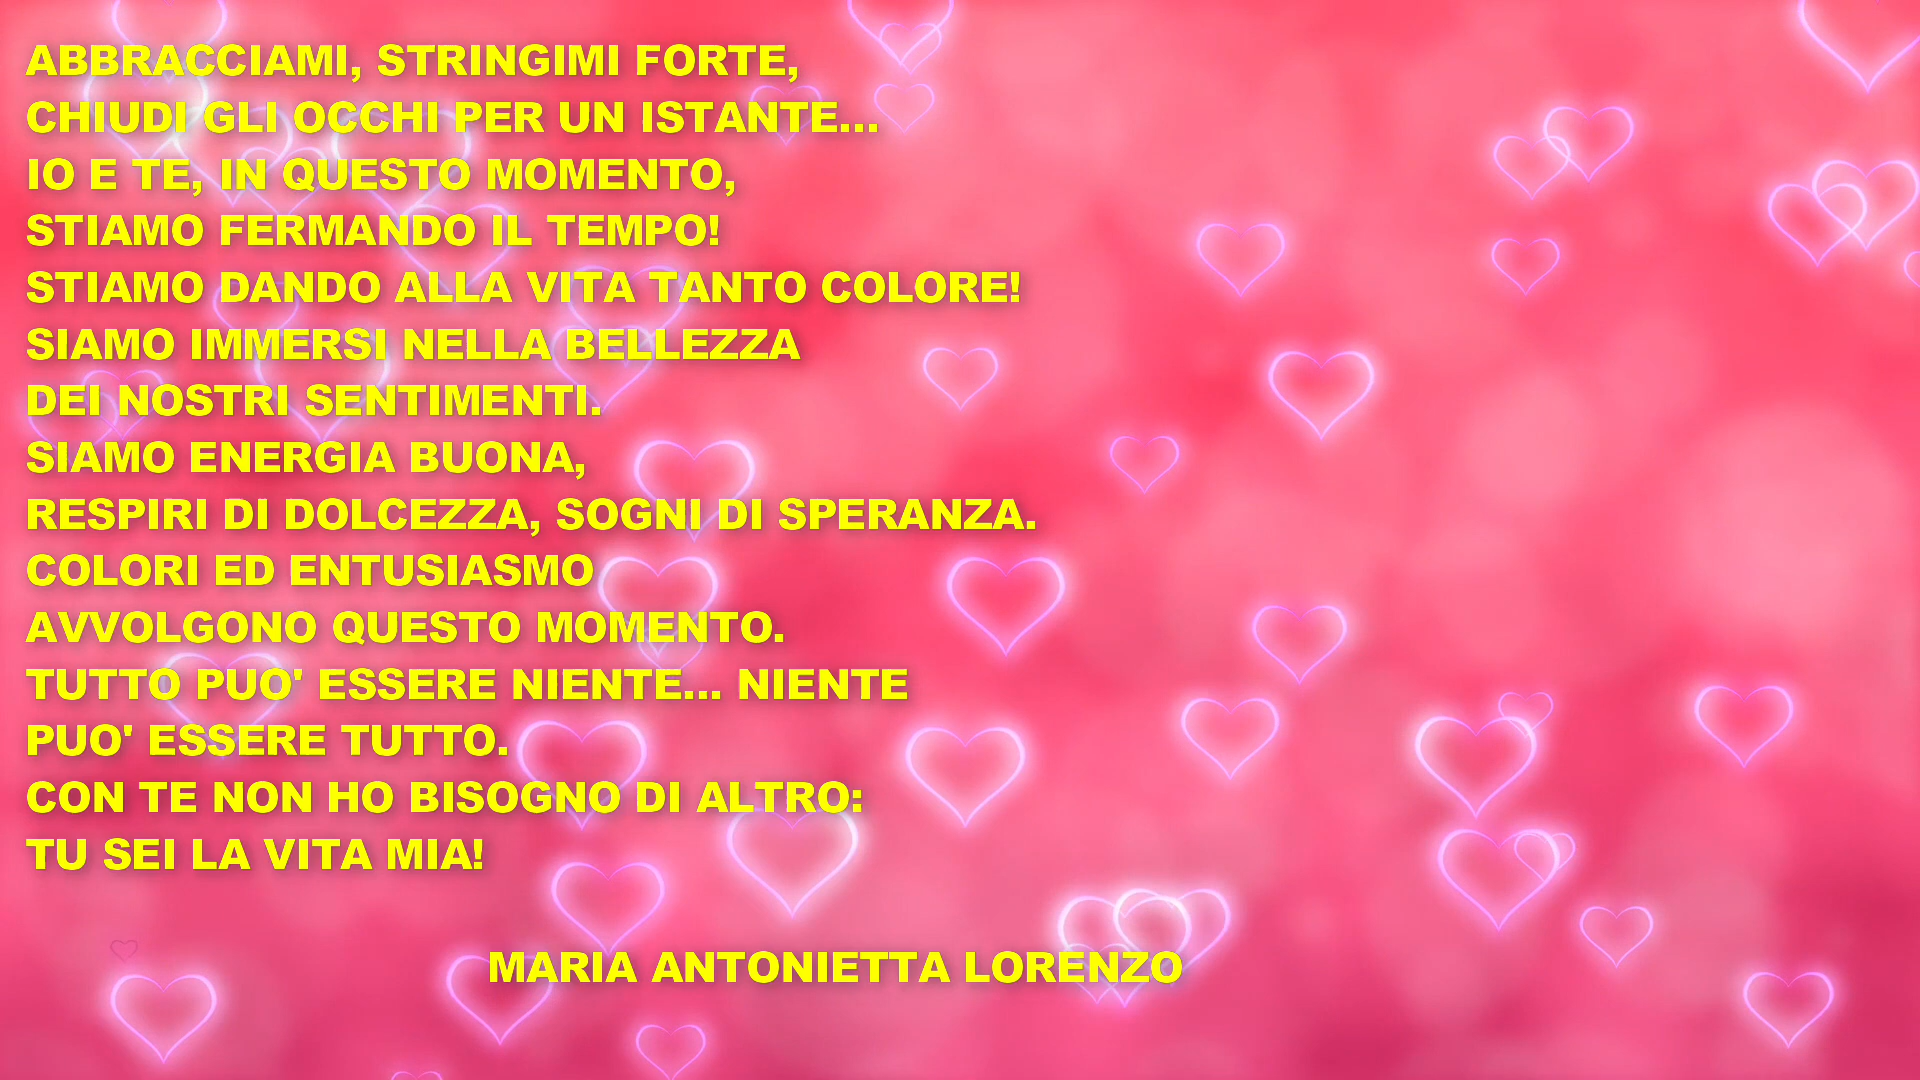 ABBRACCIAMI, STRINGIMI FORTE,
CHIUDI GLI OCCHI PER UN ISTANTE...
IO E TE, IN QUESTO MOMENTO,
STIAMO FERMANDO IL TEMPO!
STIAMO DANDO ALLA VITA TANTO COLORE!
SIAMO IMMERSI NELLA BELLEZZA
DEI NOSTRI SENTIMENTI.
SIAMO ENERGIA BUONA,
RESPIRI DI DOLCEZZA, SOGNI DI SPERANZA.
COLORI ED ENTUSIASMO
AVVOLGONO QUESTO MOMENTO.
TUTTO PUO' ESSERE NIENTE... NIENTE
PUO' ESSERE TUTTO.
CON TE NON HO BISOGNO DI ALTRO:
TU SEI LA VITA MIA!
MARIA ANTONIETTA LORENZO